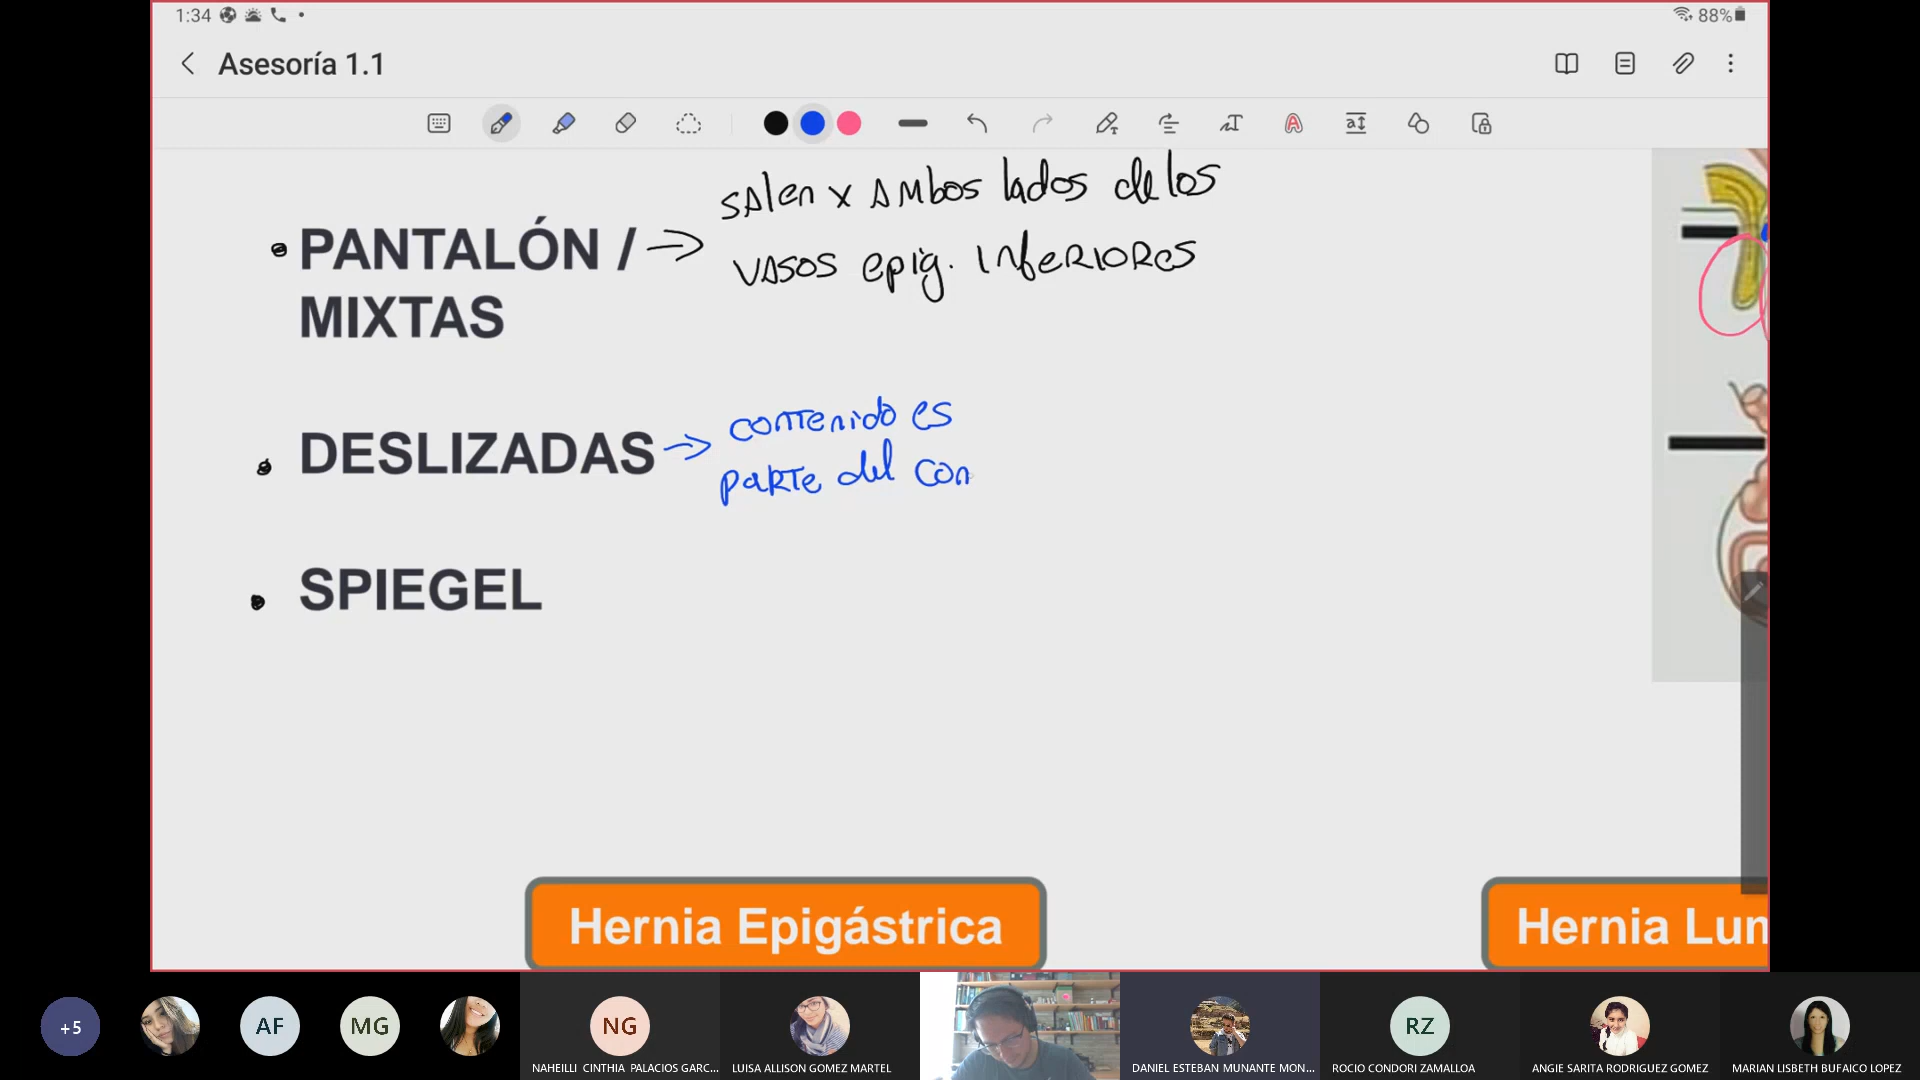 1:34
88%
Asesoría 1.1
sAlen x AMbos lados de los
• PANTALÓN / →
VASOS epig. INfERIORES
MIXTAS
contenido es
• DESLIZADAS →
paRTe del con
• SPIEGEL
Hernia Epigástrica
Hernia Lum
+5
AF
MG
NG
RZ
NAHEILLI CINTHIA PALACIOS GARC...
LUISA ALLISON GOMEZ MARTEL
DANIEL ESTEBAN MUNANTE MON...
ROCIO CONDORI ZAMALLOA
ANGIE SARITA RODRIGUEZ GOMEZ
MARIAN LISBETH BUFAICO LOPEZ